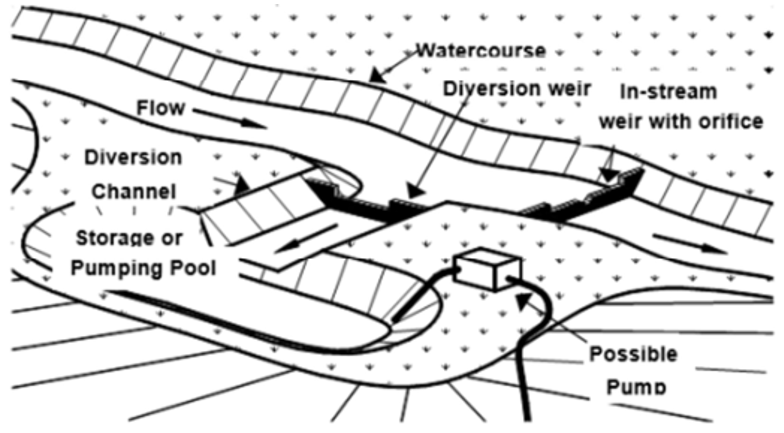 Watercourse
Diversion weir
In-stream
weir with orifice
Flow
Diversion
Channel
Storage or
Pumping Pool
Possible
Pump